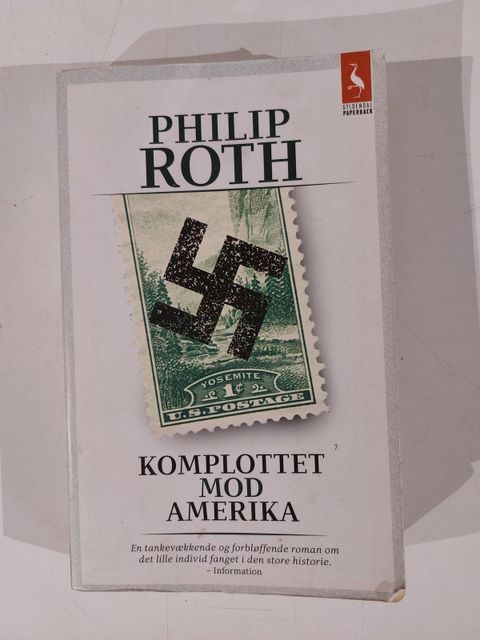 GYLDENDAL
PAPERBACK
PHILIP
ROTH
YOSEMITE
1¢
U.S. POSTAGE
KOMPLOTTET
MOD
AMERIKA
En tankevækkende og forbløffende roman om
det lille individ fanget i den store historie.
– Information